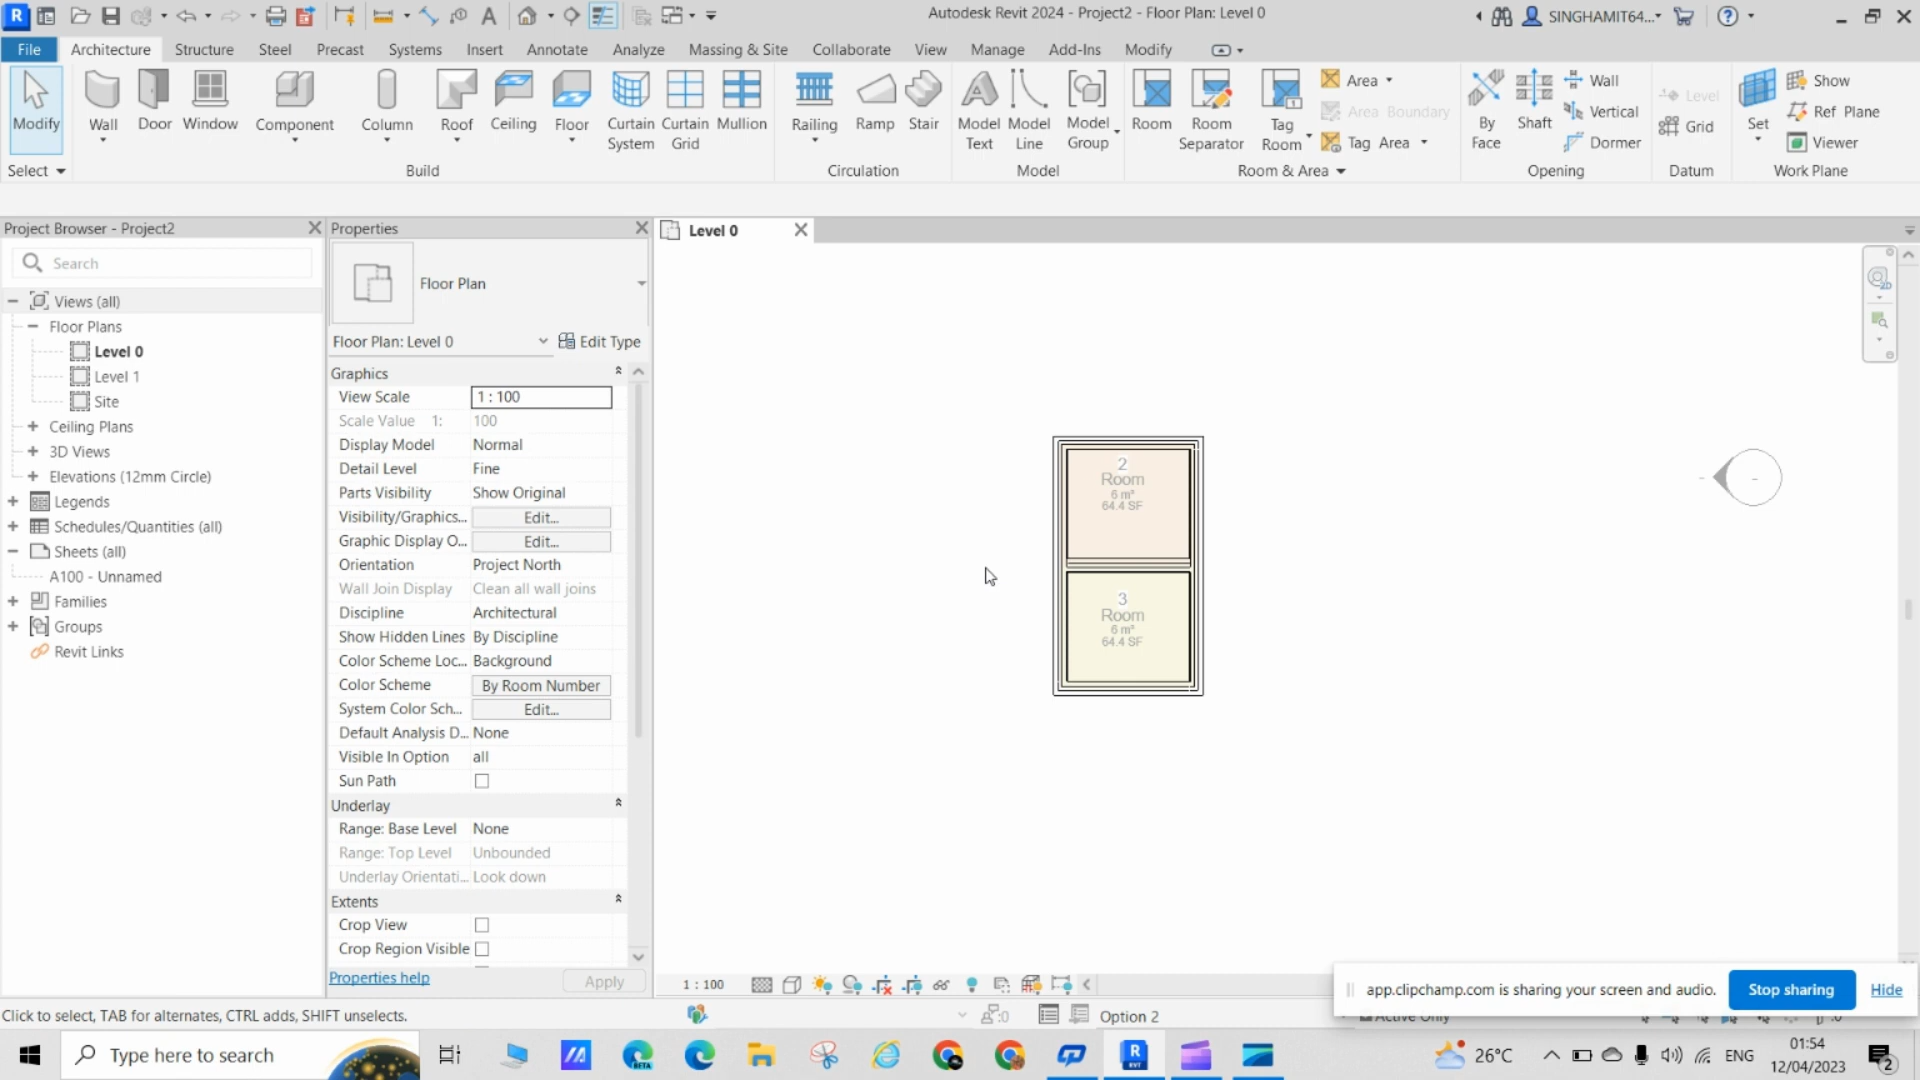 Autodesk Revit 2024 - Project2 - Floor Plan: Level 0
SINGHAMIT64...
File Architecture Structure Steel Precast Systems Insert Annotate Analyze Massing & Site Collaborate View Manage Add-Ins Modify
Modify Wall Door Window Component Column Roof Ceiling Floor Curtain System Curtain Grid Mullion Railing Ramp Stair Model Text Model Line Model Group Room Room Separator Tag Room
Area
Area Boundary
Tag Area
By Face Shaft
Wall
Vertical
Dormer
Level
Grid
Set
Show
Ref Plane
Viewer
Select Build Circulation Model Room & Area Opening Datum Work Plane
Project Browser - Project2
Search
Views (all)
Floor Plans
Level 0
Level 1
Site
Ceiling Plans
3D Views
Elevations (12mm Circle)
Legends
Schedules/Quantities (all)
Sheets (all)
A100 - Unnamed
Families
Groups
Revit Links
Properties
Floor Plan
Floor Plan: Level 0 Edit Type
Graphics
View Scale 1 : 100
Scale Value 1: 100
Display Model Normal
Detail Level Fine
Parts Visibility Show Original
Visibility/Graphics... Edit...
Graphic Display O... Edit...
Orientation Project North
Wall Join Display Clean all wall joins
Discipline Architectural
Show Hidden Lines By Discipline
Color Scheme Loc... Background
Color Scheme By Room Number
System Color Sch... Edit...
Default Analysis D... None
Visible In Option all
Sun Path
Underlay
Range: Base Level None
Range: Top Level Unbounded
Underlay Orientati... Look down
Extents
Crop View
Crop Region Visible
Properties help Apply
Level 0
2D
2
Room
6 m²
64.4 SF
3
Room
6 m²
64.4 SF
1 : 100
app.clipchamp.com is sharing your screen and audio. Stop sharing Hide
Click to select, TAB for alternates, CTRL adds, SHIFT unselects.
:0
Option 2
Active Only
:0
Type here to search
BETA
R
RVT
26°C
ENG
01:54
12/04/2023
2